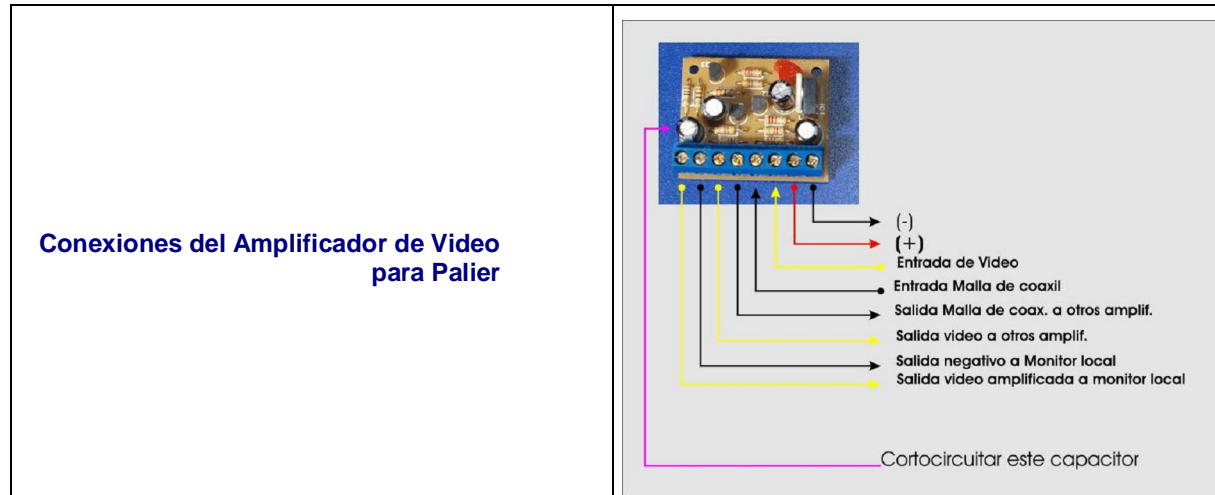 Conexiones del Amplificador de Video
para Palier
(-)
(+)
Entrada de Video
Entrada Malla de coaxil
Salida Malla de coax. a otros amplif.
Salida video a otros amplif.
Salida negativo a Monitor local
Salida video amplificada a monitor local
Cortocircuitar este capacitor